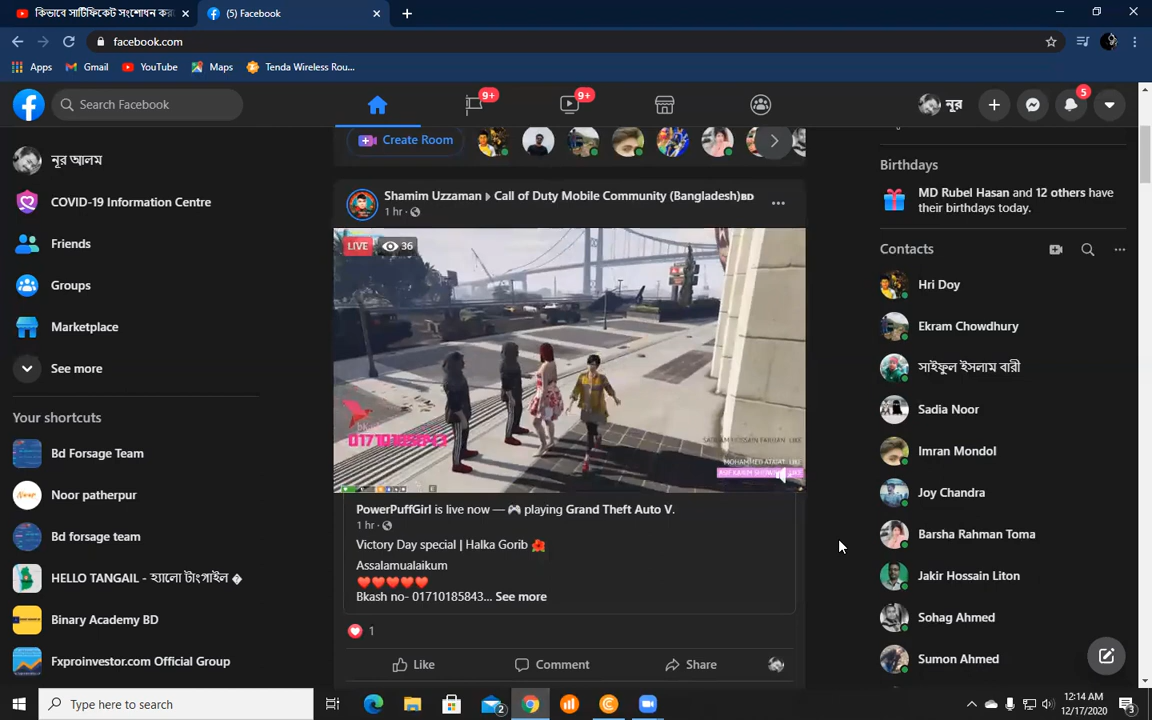 কিভাবে সার্টিফিকেট সংশোধন কর
(5) Facebook
facebook.com
Apps
Gmail
YouTube
Maps
Tenda Wireless Rou...
Search Facebook
9+
9+
নূর
5
নূর আলম
COVID-19 Information Centre
Friends
Groups
Marketplace
See more
Your shortcuts
Bd Forsage Team
Noor patherpur
Bd forsage team
HELLO TANGAIL - হ্যালো টাংগাইল �
Binary Academy BD
Fxproinvestor.com Official Group
Create Room
Shamim Uzzaman Call of Duty Mobile Community (Bangladesh)BD
1 hr ·
LIVE 36
01710185843
MOHAMMED
LIKE
PowerPuffGirl is live now — 🎮 playing Grand Theft Auto V.
1 hr ·
Victory Day special | Halka Gorib 🌺
Assalamualaikum
❤️❤️❤️❤️❤️
Bkash no- 01710185843... See more
1
Like
Comment
Share
Birthdays
MD Rubel Hasan and 12 others have
their birthdays today.
Contacts
Hri Doy
Ekram Chowdhury
সাইফুল ইসলাম বারী
Sadia Noor
Imran Mondol
Joy Chandra
Barsha Rahman Toma
Jakir Hossain Liton
Sohag Ahmed
Sumon Ahmed
Type here to search
2
12:14 AM
12/17/2020
3